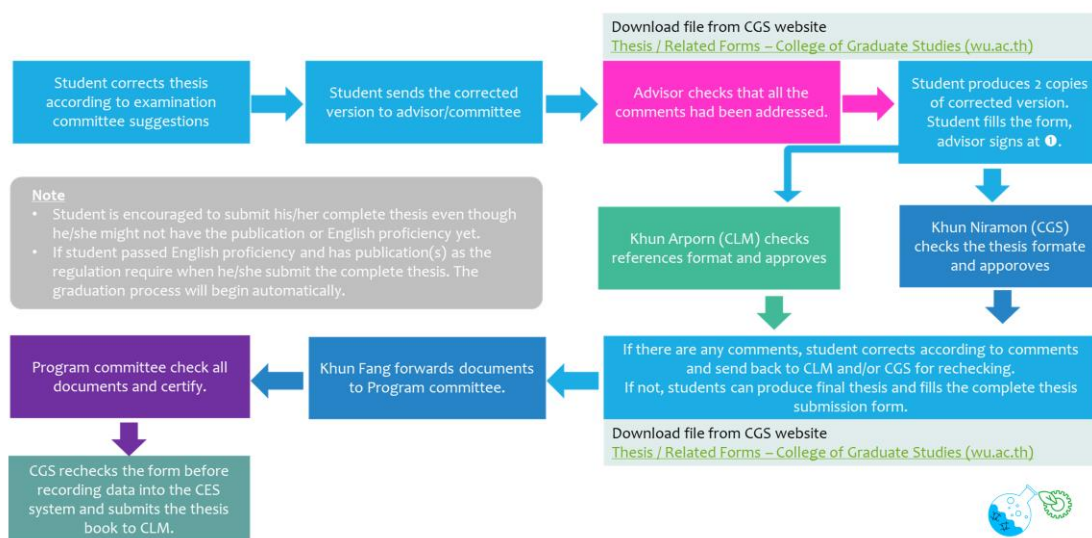 Download file from CGS website
Thesis / Related Forms – College of Graduate Studies (wu.ac.th)
Student corrects thesis
according to examination
committee suggestions
Student sends the corrected
version to advisor/committee
Advisor checks that all the
comments had been addressed.
Student produces 2 copies
of corrected version.
Student fills the form,
advisor signs at ❶.
Note
• Student is encouraged to submit his/her complete thesis even though
he/she might not have the publication or English proficiency yet.
• If student passed English proficiency and has publication(s) as the
regulation require when he/she submit the complete thesis. The
graduation process will begin automatically.
Khun Arporn (CLM) checks
references format and approves
Khun Niramon (CGS)
checks the thesis formate
and apporoves
If there are any comments, student corrects according to comments
and send back to CLM and/or CGS for rechecking.
If not, students can produce final thesis and fills the complete thesis
submission form.
Download file from CGS website
Thesis / Related Forms – College of Graduate Studies (wu.ac.th)
Khun Fang forwards documents
to Program committee.
Program committee check all
documents and certify.
CGS rechecks the form before
recording data into the CES
system and submits the thesis
book to CLM.